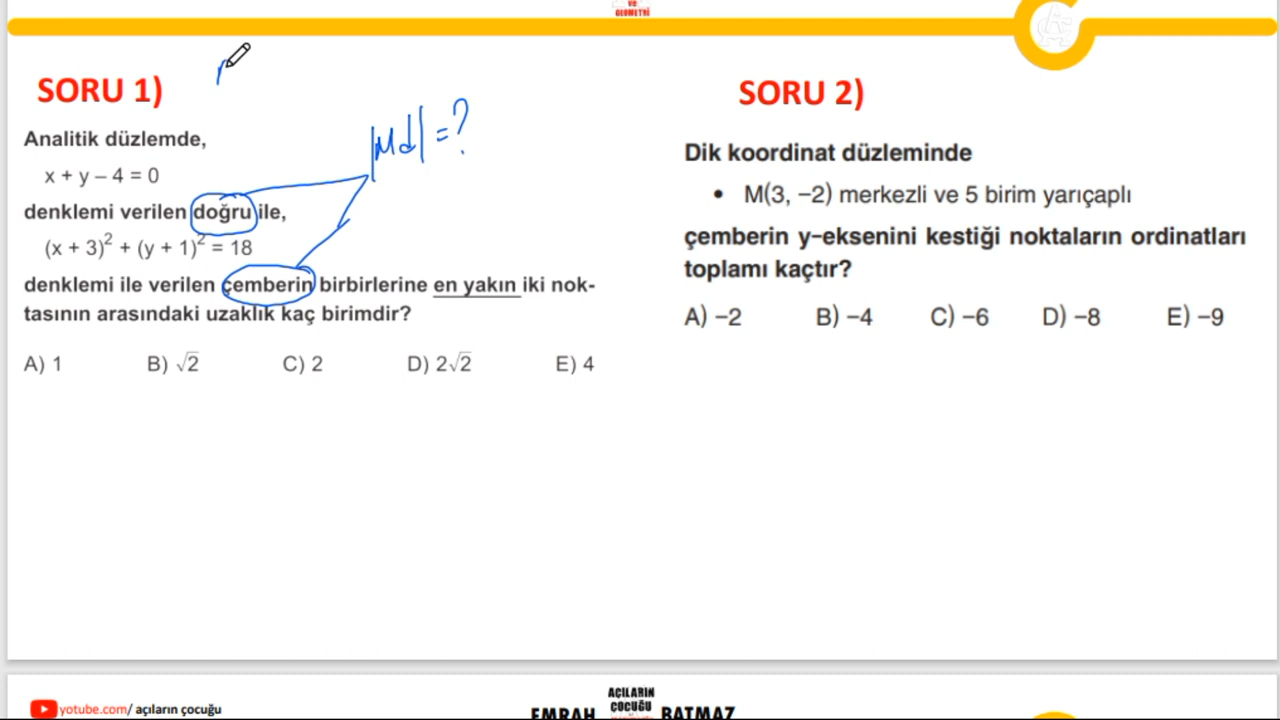 ve
GEOMETRİ
SORU 1)
Analitik düzlemde,
x + y – 4 = 0
denklemi verilen doğru ile,
(x + 3)² + (y + 1)² = 18
denklemi ile verilen çemberin birbirlerine en yakın iki nok-
tasının arasındaki uzaklık kaç birimdir?
A) 1 B) √2 C) 2 D) 2√2 E) 4
|Md| = ?
SORU 2)
Dik koordinat düzleminde
• M(3, –2) merkezli ve 5 birim yarıçaplı
çemberin y–eksenini kestiği noktaların ordinatları
toplamı kaçtır?
A) –2 B) –4 C) –6 D) –8 E) –9
yotube.com/ açıların çocuğu
EMRAH
AÇILARIN
ÇOCUĞU
BATMAZ